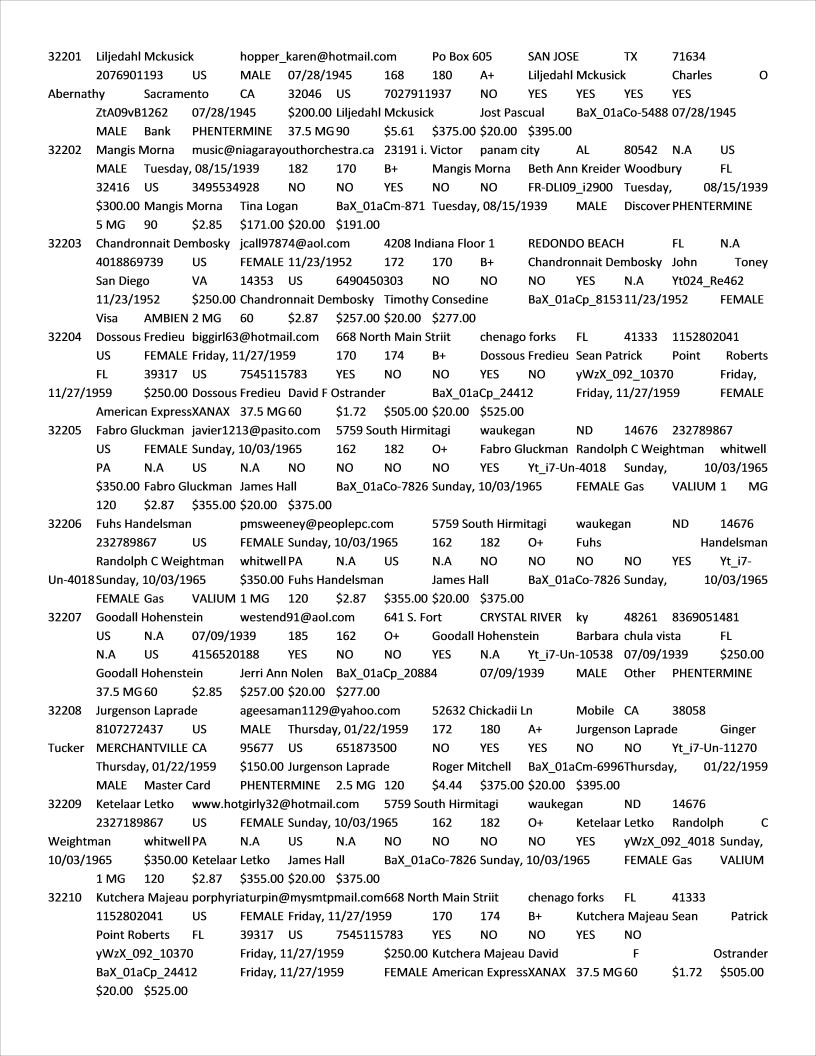 32201 Liljedahl Mckusick hopper_karen@hotmail.com Po Box 605 SAN JOSE TX 71634
2076901193 US MALE 07/28/1945 168 180 A+ Liljedahl Mckusick Charles O
Abernathy Sacramento CA 32046 US 7027911937 NO YES YES YES YES
ZtA09vB1262 07/28/1945 $200.00 Liljedahl Mckusick Jost Pascual BaX_01aCo-5488 07/28/1945
MALE Bank PHENTERMINE 37.5 MG 90 $5.61 $375.00 $20.00 $395.00
32202 Mangis Morna music@niagarayouthorchestra.ca 23191 i. Victor panam city AL 80542 N.A US
MALE Tuesday, 08/15/1939 182 170 B+ Mangis Morna Beth Ann Kreider Woodbury FL
32416 US 3495534928 NO NO YES NO NO FR-DLI09_i2900 Tuesday, 08/15/1939
$300.00 Mangis Morna Tina Logan BaX_01aCm-871 Tuesday, 08/15/1939 MALE Discover PHENTERMINE
5 MG 90 $2.85 $171.00 $20.00 $191.00
32203 Chandronnait Dembosky jcall97874@aol.com 4208 Indiana Floor 1 REDONDO BEACH FL N.A
4018869739 US FEMALE 11/23/1952 172 170 B+ Chandronnait Dembosky John Toney
San Diego VA 14353 US 6490450303 NO NO NO YES N.A Yt024_Re462
11/23/1952 $250.00 Chandronnait Dembosky Timothy Consedine BaX_01aCp_8153 11/23/1952 FEMALE
Visa AMBIEN 2 MG 60 $2.87 $257.00 $20.00 $277.00
32204 Dossous Fredieu biggirl63@hotmail.com 668 North Main Striit chenago forks FL 41333 1152802041
US FEMALE Friday, 11/27/1959 170 174 B+ Dossous Fredieu Sean Patrick Point Roberts
FL 39317 US 7545115783 YES NO NO YES NO yWzX_092_10370 Friday,
11/27/1959 $250.00 Dossous Fredieu David F Ostrander BaX_01aCp_24412 Friday, 11/27/1959 FEMALE
American Express XANAX 37.5 MG 60 $1.72 $505.00 $20.00 $525.00
32205 Fabro Gluckman javier1213@pasito.com 5759 South Hirmitagi waukegan ND 14676 232789867
US FEMALE Sunday, 10/03/1965 162 182 O+ Fabro Gluckman Randolph C Weightman whitwell
PA N.A US N.A NO NO NO NO YES Yt_i7-Un-4018 Sunday, 10/03/1965
$350.00 Fabro Gluckman James Hall BaX_01aCo-7826 Sunday, 10/03/1965 FEMALE Gas VALIUM 1 MG
120 $2.87 $355.00 $20.00 $375.00
32206 Fuhs Handelsman pmsweeney@peoplepc.com 5759 South Hirmitagi waukegan ND 14676
232789867 US FEMALE Sunday, 10/03/1965 162 182 O+ Fuhs Handelsman
Randolph C Weightman whitwell PA N.A US N.A NO NO NO NO YES Yt_i7-
Un-4018 Sunday, 10/03/1965 $350.00 Fuhs Handelsman James Hall BaX_01aCo-7826 Sunday, 10/03/1965
FEMALE Gas VALIUM 1 MG 120 $2.87 $355.00 $20.00 $375.00
32207 Goodall Hohenstein westend91@aol.com 641 S. Fort CRYSTAL RIVER ky 48261 8369051481
US N.A 07/09/1939 185 162 O+ Goodall Hohenstein Barbara chula vista FL
N.A US 4156520188 YES NO NO YES N.A Yt_i7-Un-10538 07/09/1939 $250.00
Goodall Hohenstein Jerri Ann Nolen BaX_01aCp_20884 07/09/1939 MALE Other PHENTERMINE
37.5 MG 60 $2.85 $257.00 $20.00 $277.00
32208 Jurgenson Laprade ageesaman1129@yahoo.com 52632 Chickadii Ln Mobile CA 38058
8107272437 US MALE Thursday, 01/22/1959 172 180 A+ Jurgenson Laprade Ginger
Tucker MERCHANTVILLE CA 95677 US 651873500 NO YES YES NO NO Yt_i7-Un-11270
Thursday, 01/22/1959 $150.00 Jurgenson Laprade Roger Mitchell BaX_01aCm-6996 Thursday, 01/22/1959
MALE Master Card PHENTERMINE 2.5 MG 120 $4.44 $375.00 $20.00 $395.00
32209 Ketelaar Letko www.hotgirly32@hotmail.com 5759 South Hirmitagi waukegan ND 14676
2327189867 US FEMALE Sunday, 10/03/1965 162 182 O+ Ketelaar Letko Randolph C
Weightman whitwell PA N.A US N.A NO NO NO NO YES yWzX_092_4018 Sunday,
10/03/1965 $350.00 Ketelaar Letko James Hall BaX_01aCo-7826 Sunday, 10/03/1965 FEMALE Gas VALIUM
1 MG 120 $2.87 $355.00 $20.00 $375.00
32210 Kutchera Majeau porphyriaturpin@mysmtpmail.com 668 North Main Striit chenago forks FL 41333
1152802041 US FEMALE Friday, 11/27/1959 170 174 B+ Kutchera Majeau Sean Patrick
Point Roberts FL 39317 US 7545115783 YES NO NO YES NO
yWzX_092_10370 Friday, 11/27/1959 $250.00 Kutchera Majeau David F Ostrander
BaX_01aCp_24412 Friday, 11/27/1959 FEMALE American Express XANAX 37.5 MG 60 $1.72 $505.00
$20.00 $525.00